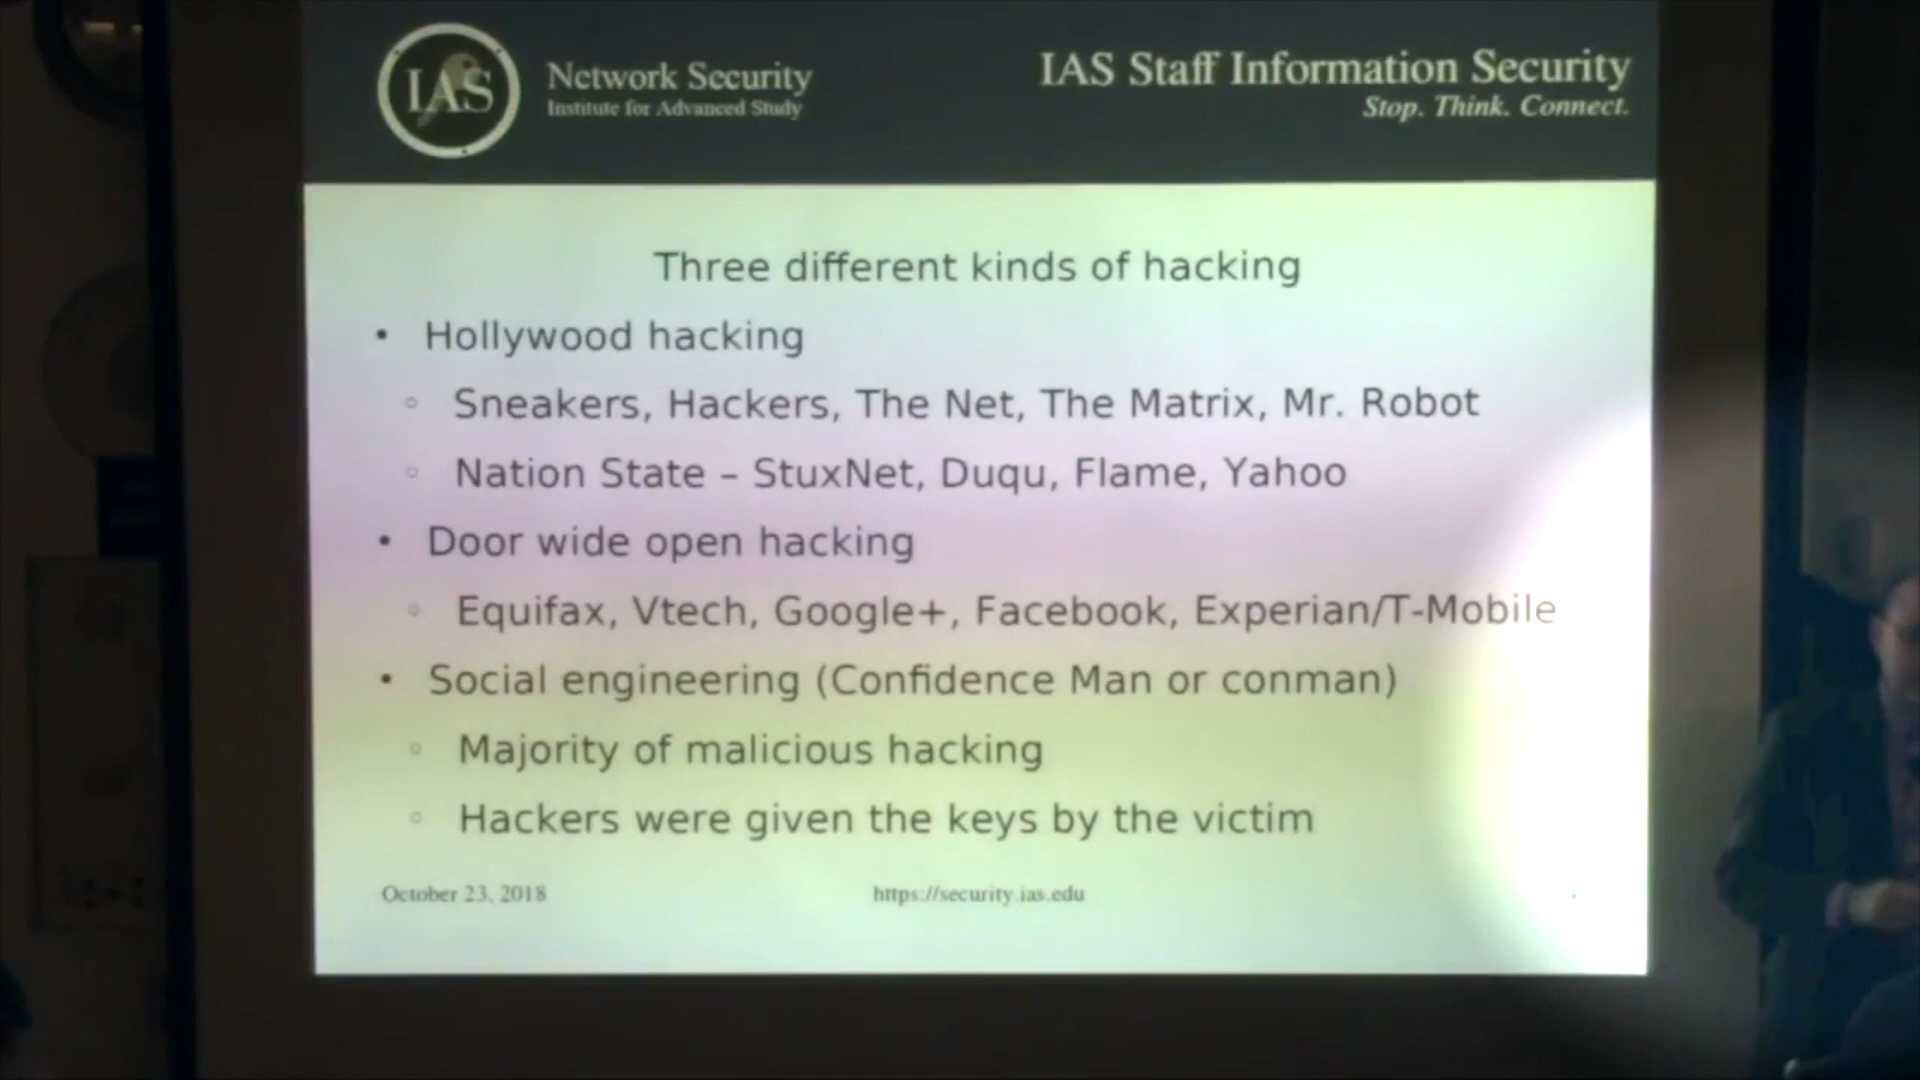 IAS
Network Security
Institute for Advanced Study
IAS Staff Information Security
Stop. Think. Connect.
Three different kinds of hacking
• Hollywood hacking
◦ Sneakers, Hackers, The Net, The Matrix, Mr. Robot
◦ Nation State – StuxNet, Duqu, Flame, Yahoo
• Door wide open hacking
◦ Equifax, Vtech, Google+, Facebook, Experian/T-Mobile
• Social engineering (Confidence Man or conman)
◦ Majority of malicious hacking
◦ Hackers were given the keys by the victim
October 23, 2018
https://security.ias.edu